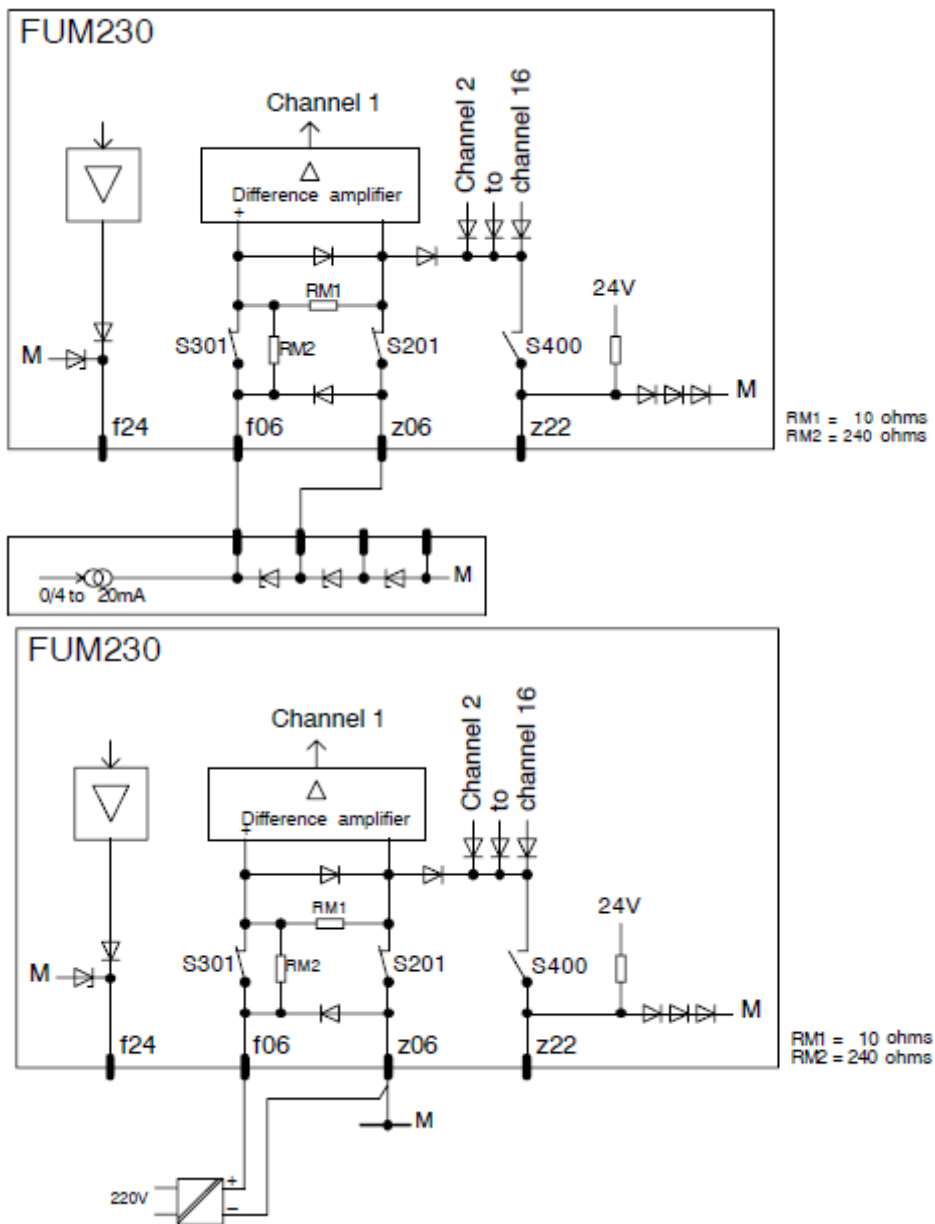 FUM230
Channel 1
Channel 2
to
channel 16
Δ
Difference amplifier
+
RM1
24V
S301
RM2
S201
S400
M
M
f24
f06
z06
z22
RM1 = 10 ohms
RM2 = 240 ohms
M
0/4 to 20mA
FUM230
Channel 1
Channel 2
to
channel 16
Δ
Difference amplifier
+
RM1
24V
S301
RM2
S201
S400
M
M
f24
f06
z06
z22
RM1 = 10 ohms
RM2 = 240 ohms
M
220V
+
−